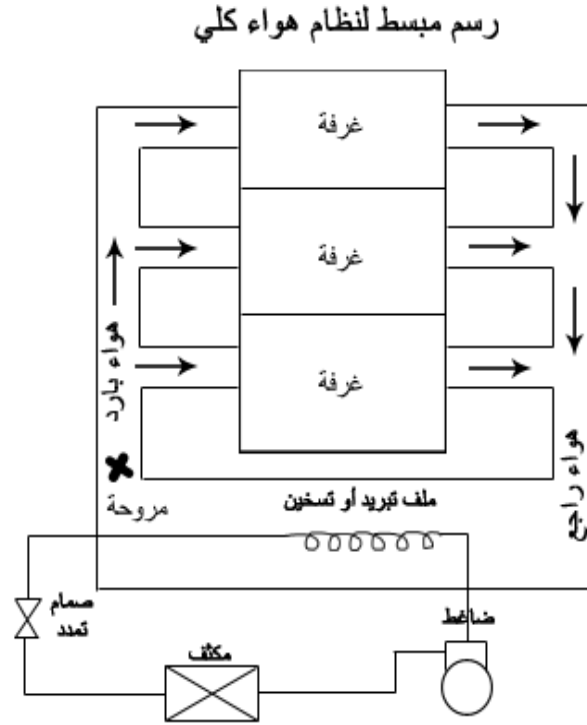 رسم مبسط لنظام هواء كلي
غرفة
غرفة
غرفة
هواء بارد
هواء راجع
مروحة
ملف تبريد أو تسخين
صمام
تمدد
مكثف
ضاغط